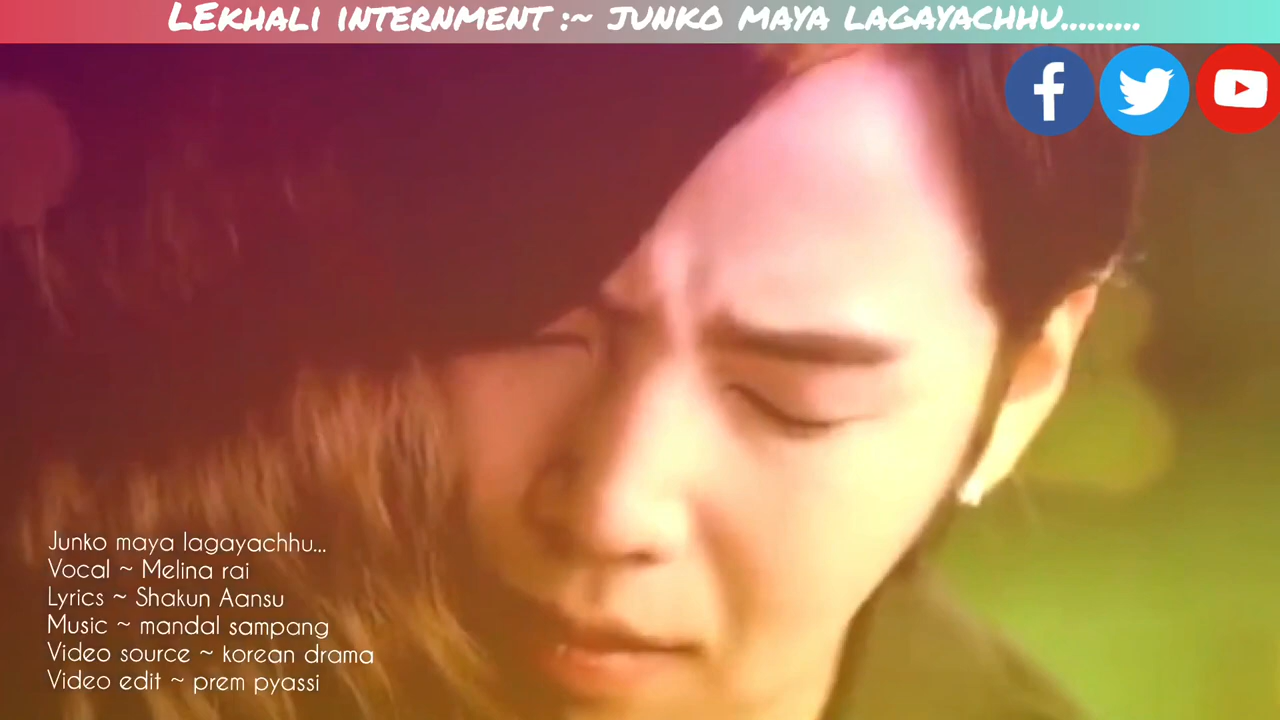 LEKHALI INTERNMENT :~ JUNKO MAYA LAGAYACHHU.........
Junko maya lagayachhu...
Vocal ~ Melina rai
Lyrics ~ Shakun Aansu
Music ~ mandal sampang
Video source ~ korean drama
Video edit ~ prem pyassi